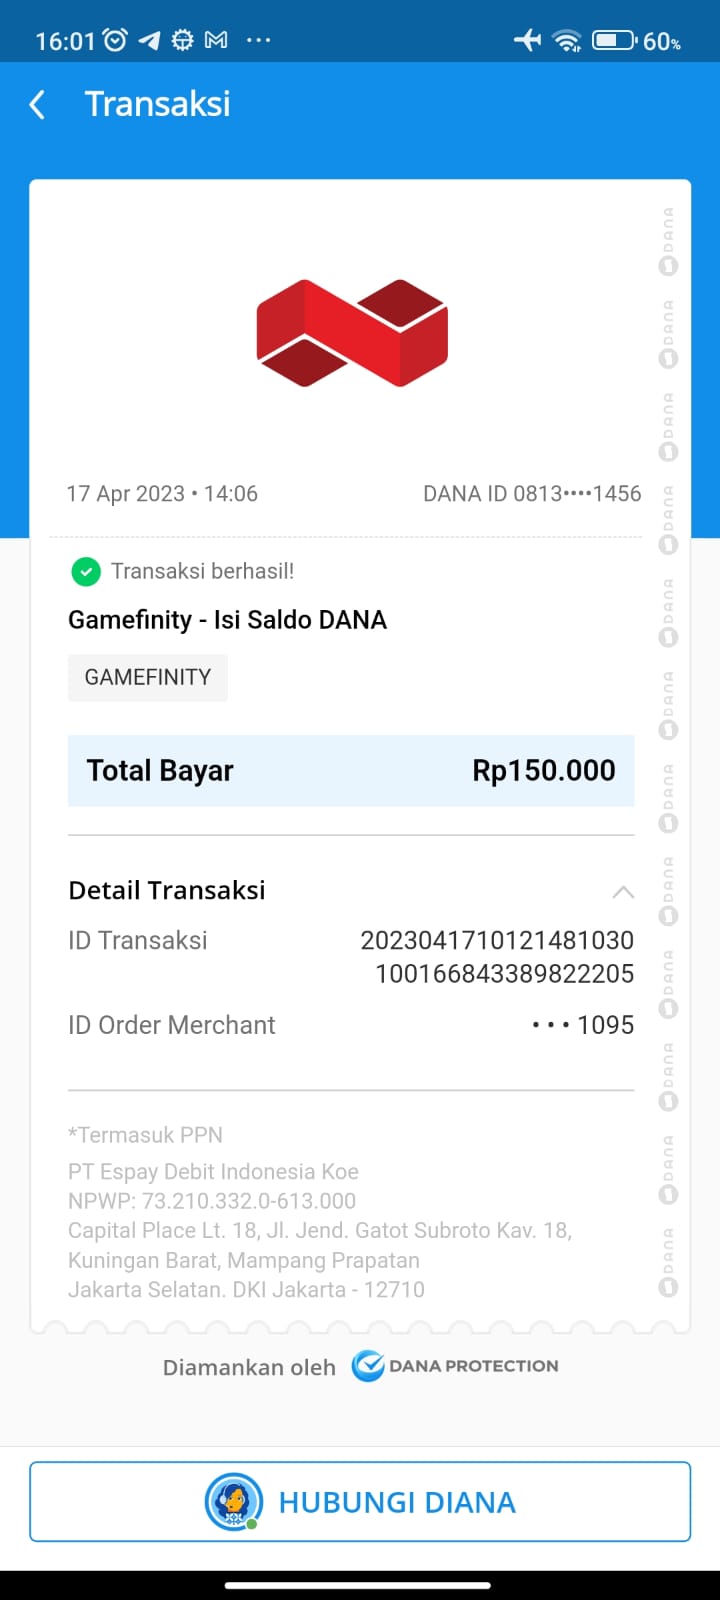 16:01 60%
Transaksi
17 Apr 2023 • 14:06 DANA ID 0813••••1456
Transaksi berhasil!
Gamefinity - Isi Saldo DANA
GAMEFINITY
Total Bayar Rp150.000
Detail Transaksi
ID Transaksi 2023041710121481030
100166843389822205
ID Order Merchant ••• 1095
*Termasuk PPN
PT Espay Debit Indonesia Koe
NPWP: 73.210.332.0-613.000
Capital Place Lt. 18, Jl. Jend. Gatot Subroto Kav. 18,
Kuningan Barat, Mampang Prapatan
Jakarta Selatan. DKI Jakarta - 12710
DANA
DANA
DANA
DANA
DANA
DANA
DANA
DANA
DANA
DANA
DANA
DANA
Diamankan oleh DANA PROTECTION
HUBUNGI DIANA